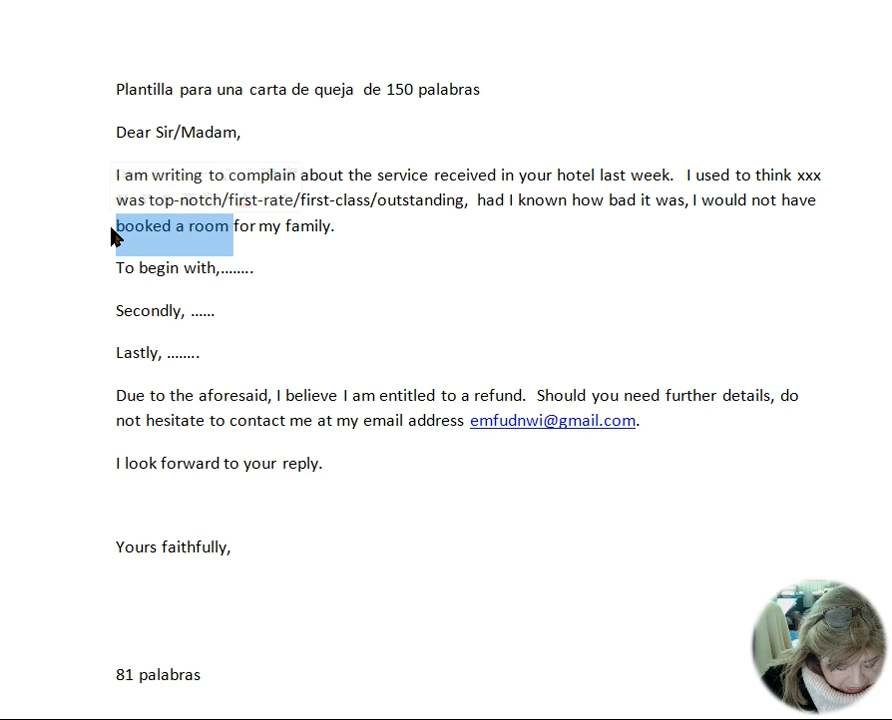 Plantilla para una carta de queja de 150 palabras
Dear Sir/Madam,
I am writing to complain about the service received in your hotel last week. I used to think xxx
was top-notch/first-rate/first-class/outstanding, had I known how bad it was, I would not have
booked a room for my family.
To begin with,........
Secondly, ......
Lastly, ........
Due to the aforesaid, I believe I am entitled to a refund. Should you need further details, do
not hesitate to contact me at my email address emfudnwi@gmail.com.
I look forward to your reply.
Yours faithfully,
81 palabras